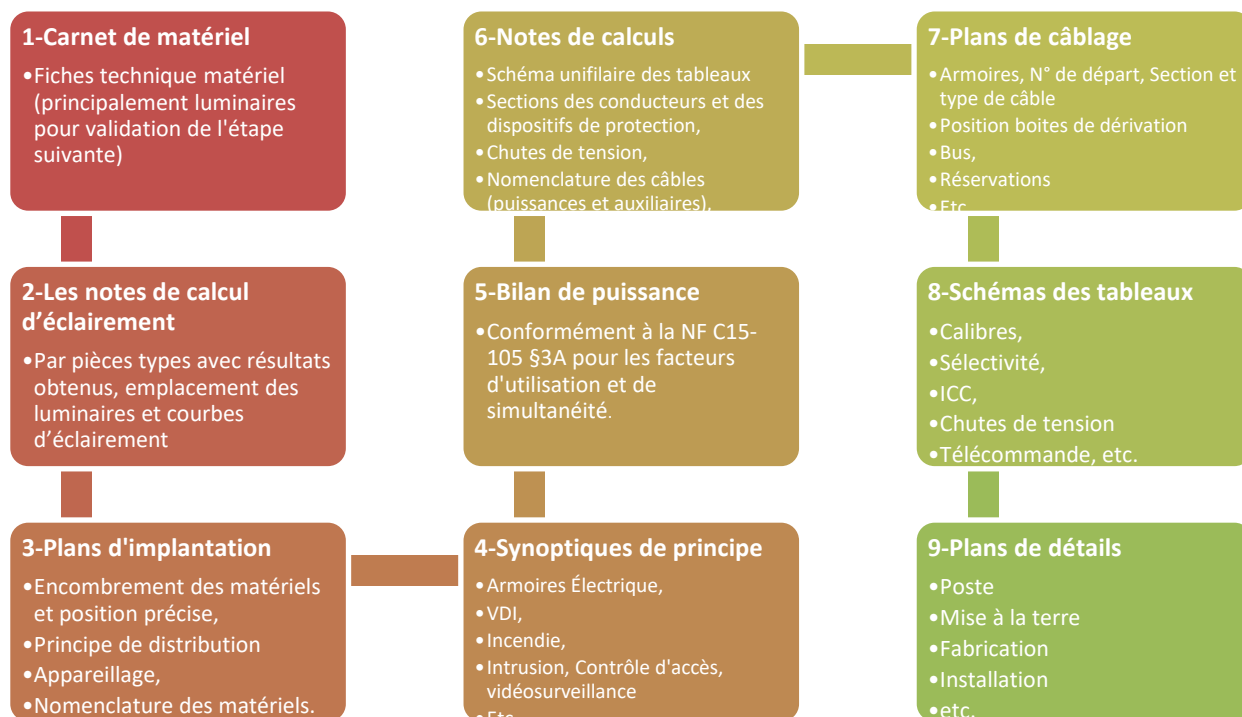 1-Carnet de matériel
•Fiches technique matériel
(principalement luminaires
pour validation de l'étape
suivante)
2-Les notes de calcul
d’éclairement
•Par pièces types avec résultats
obtenus, emplacement des
luminaires et courbes
d’éclairement
3-Plans d'implantation
•Encombrement des matériels
et position précise,
•Principe de distribution
•Appareillage,
•Nomenclature des matériels.
4-Synoptiques de principe
•Armoires Électrique,
•VDI,
•Incendie,
•Intrusion, Contrôle d'accès,
vidéosurveillance
•Etc
5-Bilan de puissance
•Conformément à la NF C15-
105 §3A pour les facteurs
d'utilisation et de
simultanéité.
6-Notes de calculs
•Schéma unifilaire des tableaux
•Sections des conducteurs et des
dispositifs de protection,
•Chutes de tension,
•Nomenclature des câbles
(puissances et auxiliaires),
7-Plans de câblage
•Armoires, N° de départ, Section et
type de câble
•Position boites de dérivation
•Bus,
•Réservations
•Etc
8-Schémas des tableaux
•Calibres,
•Sélectivité,
•ICC,
•Chutes de tension
•Télécommande, etc.
9-Plans de détails
•Poste
•Mise à la terre
•Fabrication
•Installation
•etc.